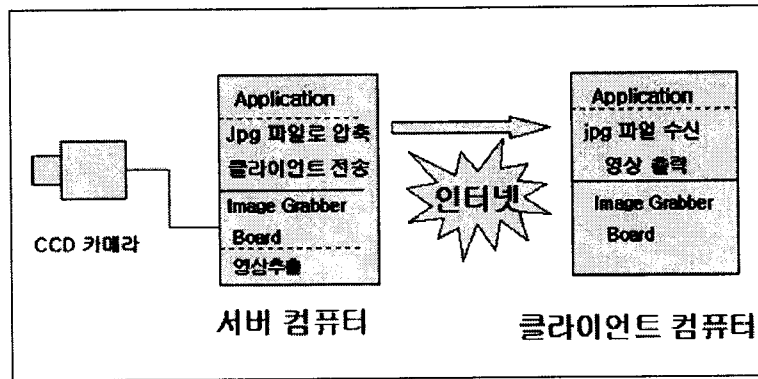 CCD 카메라
Application
Jpg 파일로 압축
클라이언트 전송
Image Grabber
Board
영상추출
서버 컴퓨터
인터넷
Application
jpg 파일 수신
영상 출력
Image Grabber
Board
클라이언트 컴퓨터